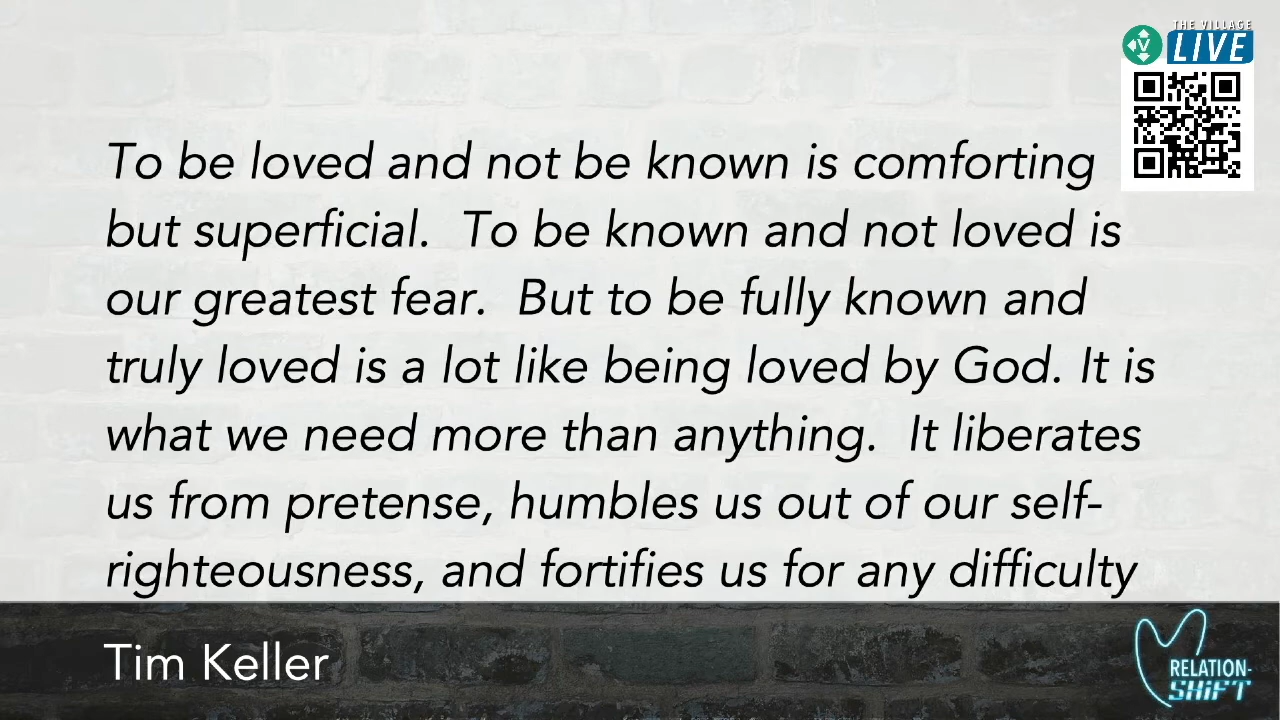 THE VILLAGE
V LIVE
To be loved and not be known is comforting
but superficial.  To be known and not loved is
our greatest fear.  But to be fully known and
truly loved is a lot like being loved by God. It is
what we need more than anything.  It liberates
us from pretense, humbles us out of our self-
righteousness, and fortifies us for any difficulty
Tim Keller
RELATION-
SHiFT